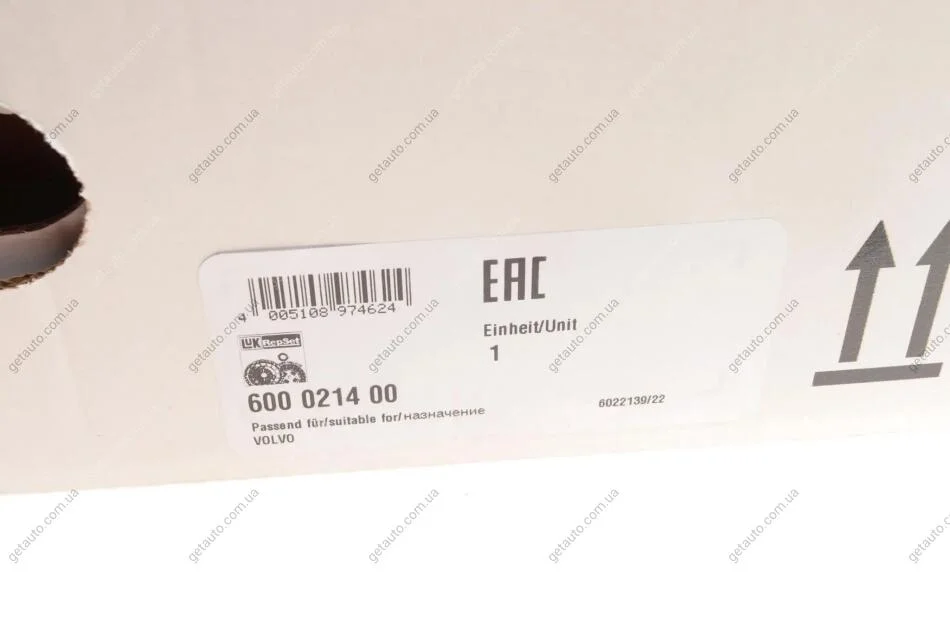 EAC
4 005108 974624
LUK RepSet
Einheit/Unit
1
600 0214 00
6022139/22
Passend für/suitable for/назначение
VOLVO
getauto.com.ua